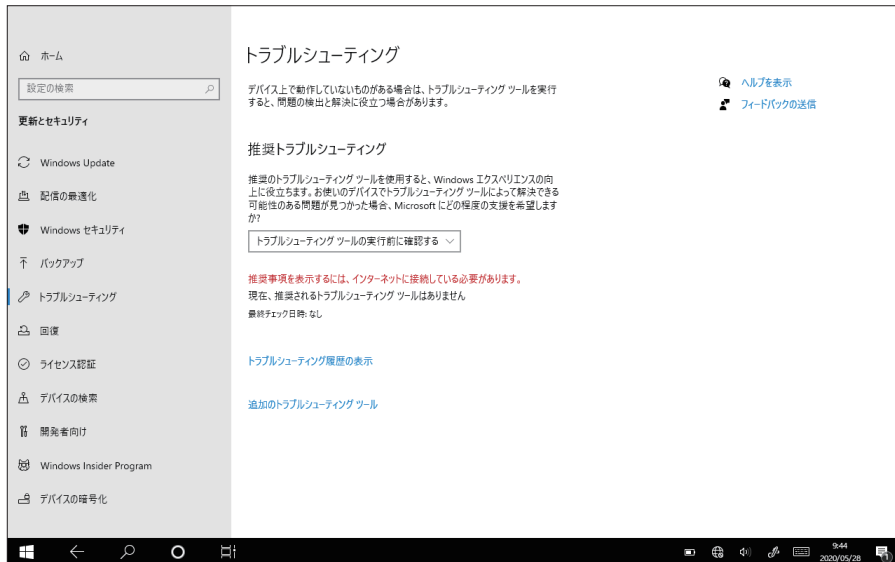 ホーム
設定の検索
更新とセキュリティ
Windows Update
配信の最適化
Windows セキュリティ
バックアップ
トラブルシューティング
回復
ライセンス認証
デバイスの検索
開発者向け
Windows Insider Program
デバイスの暗号化
トラブルシューティング
デバイス上で動作していないものがある場合は、トラブルシューティング ツールを実行
すると、問題の検出と解決に役立つ場合があります。
推奨トラブルシューティング
推奨のトラブルシューティング ツールを使用すると、Windows エクスペリエンスの向
上に役立ちます。お使いのデバイスでトラブルシューティング ツールによって解決できる
可能性のある問題が見つかった場合、Microsoft にどの程度の支援を希望します
か?
トラブルシューティング ツールの実行前に確認する
推奨事項を表示するには、インターネットに接続している必要があります。
現在、推奨されるトラブルシューティング ツールはありません
最終チェック日時: なし
トラブルシューティング履歴の表示
追加のトラブルシューティング ツール
ヘルプを表示
フィードバックの送信
9:44
2020/05/28
1